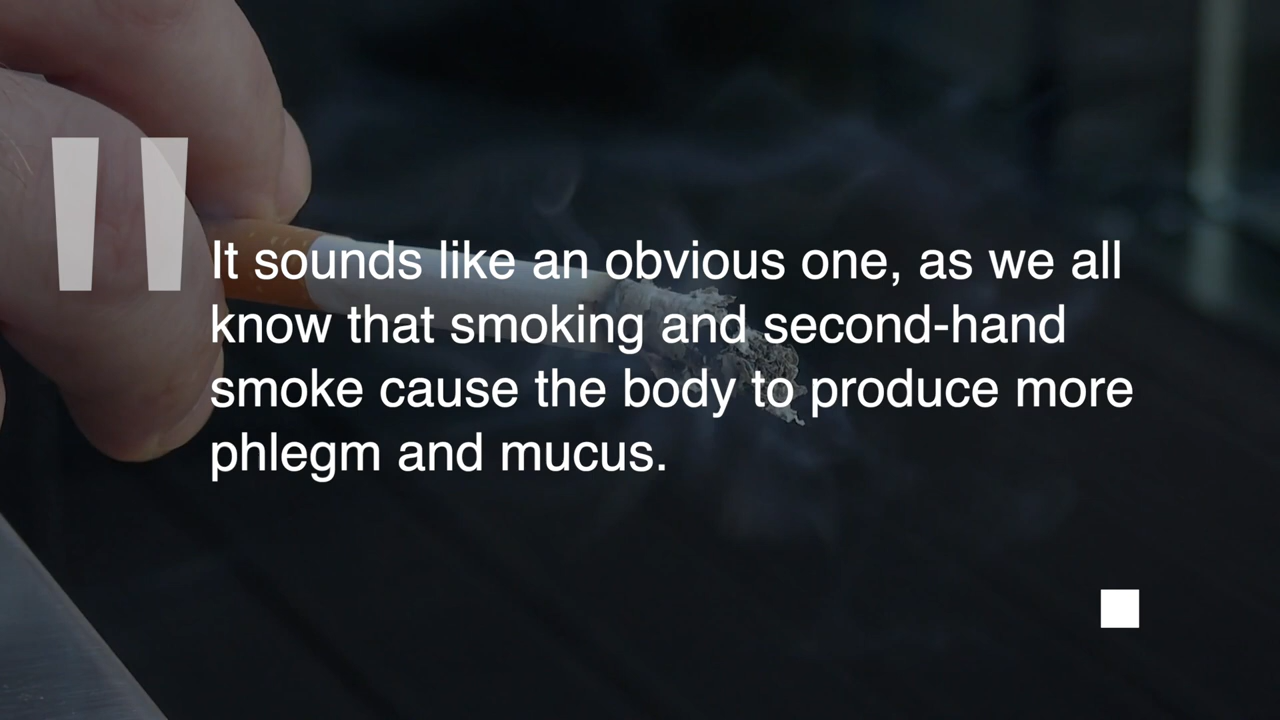 "
It sounds like an obvious one, as we all
know that smoking and second-hand
smoke cause the body to produce more
phlegm and mucus.